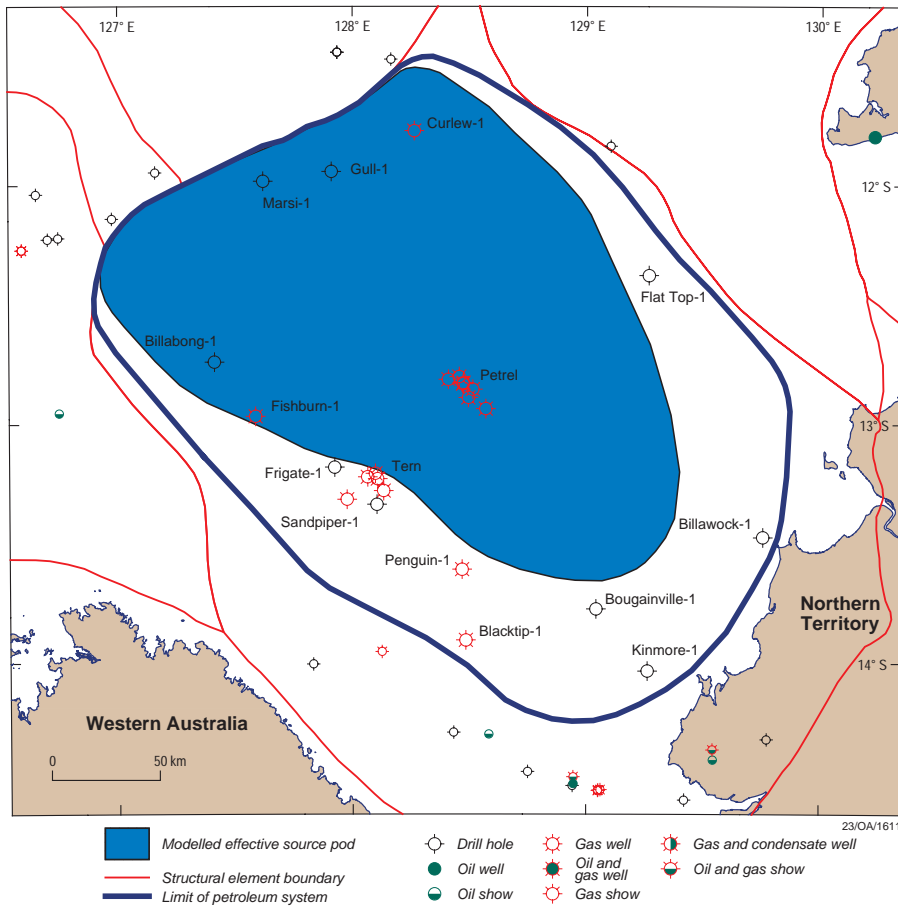 127° E
128° E
129° E
130° E
Curlew-1
Gull-1
12° S
Marsi-1
Flat Top-1
Billabong-1
Petrel
Fishburn-1
13° S
Tern
Frigate-1
Sandpiper-1
Billawock-1
Penguin-1
Bougainville-1
Northern
Territory
Blacktip-1
Kinmore-1
14° S
Western Australia
0
50 km
23/OA/1611
Modelled effective source pod
Structural element boundary
Limit of petroleum system
Drill hole
Oil well
Oil show
Gas well
Oil and
gas well
Gas show
Gas and condensate well
Oil and gas show